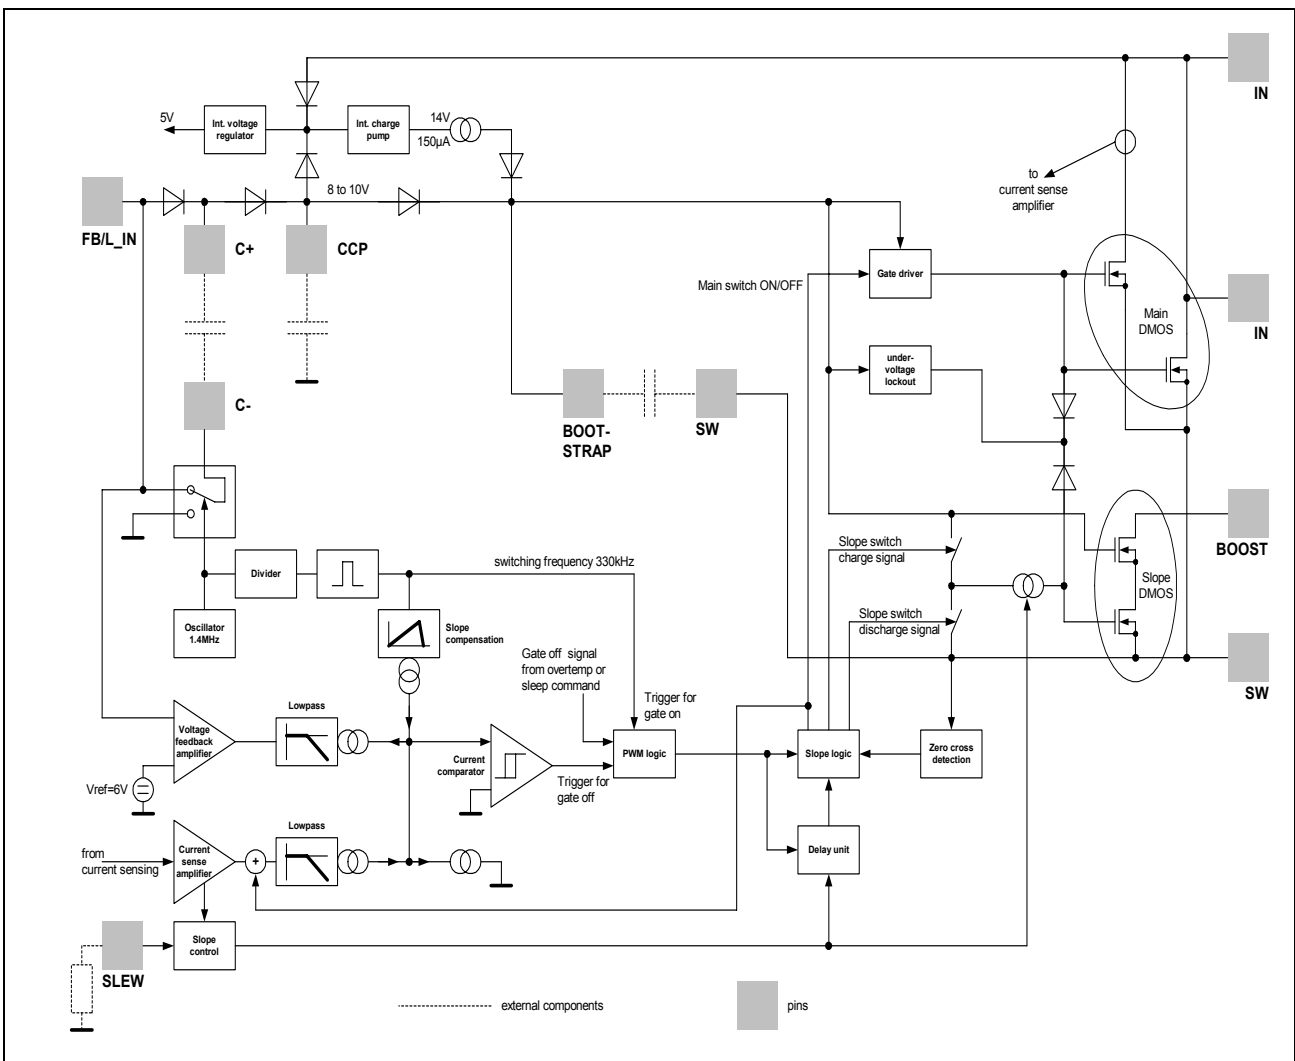 IN
5V
Int. voltage
regulator
Int. charge
pump
14V
150µA
to
current sense
amplifier
8 to 10V
FB/L_IN
C+
CCP
Main switch ON/OFF
Gate driver
Main
DMOS
IN
under-
voltage
lockout
C-
BOOT-
STRAP
SW
BOOST
Slope switch
charge signal
switching frequency 330kHz
Divider
Slope
DMOS
Oscillator
1.4MHz
Slope
compensation
Slope switch
discharge signal
Gate off signal
from overtemp or
sleep command
SW
Trigger for
gate on
Lowpass
Voltage
feedback
amplifier
Current
comparator
PWM logic
Slope logic
Zero cross
detection
Vref=6V
Trigger for
gate off
Lowpass
from
current sensing
Current
sense
amplifier
+
Delay unit
Slope
control
SLEW
external components
pins